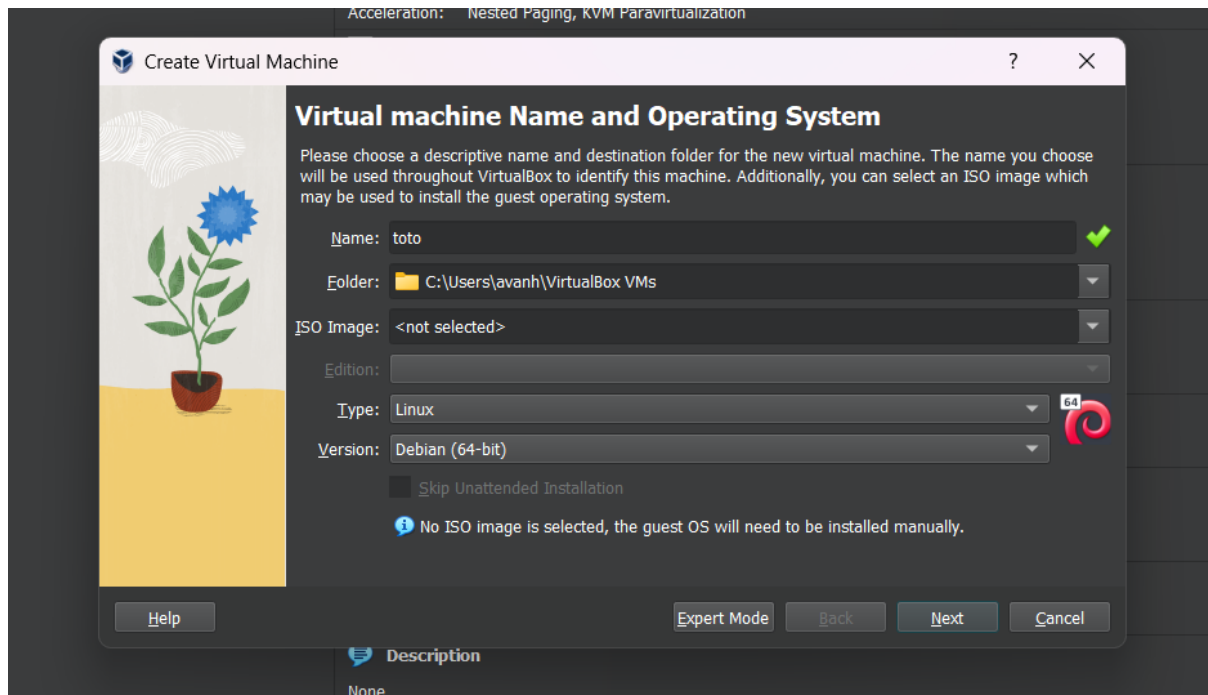 Acceleration: Nested Paging, KVM Paravirtualization
Create Virtual Machine ?
Virtual machine Name and Operating System
Please choose a descriptive name and destination folder for the new virtual machine. The name you choose
will be used throughout VirtualBox to identify this machine. Additionally, you can select an ISO image which
may be used to install the guest operating system.
Name: toto
Folder: C:\Users\avanh\VirtualBox VMs
ISO Image: <not selected>
Edition:
Type: Linux
64
Version: Debian (64-bit)
Skip Unattended Installation
No ISO image is selected, the guest OS will need to be installed manually.
Help Expert Mode Back Next Cancel
Description
None